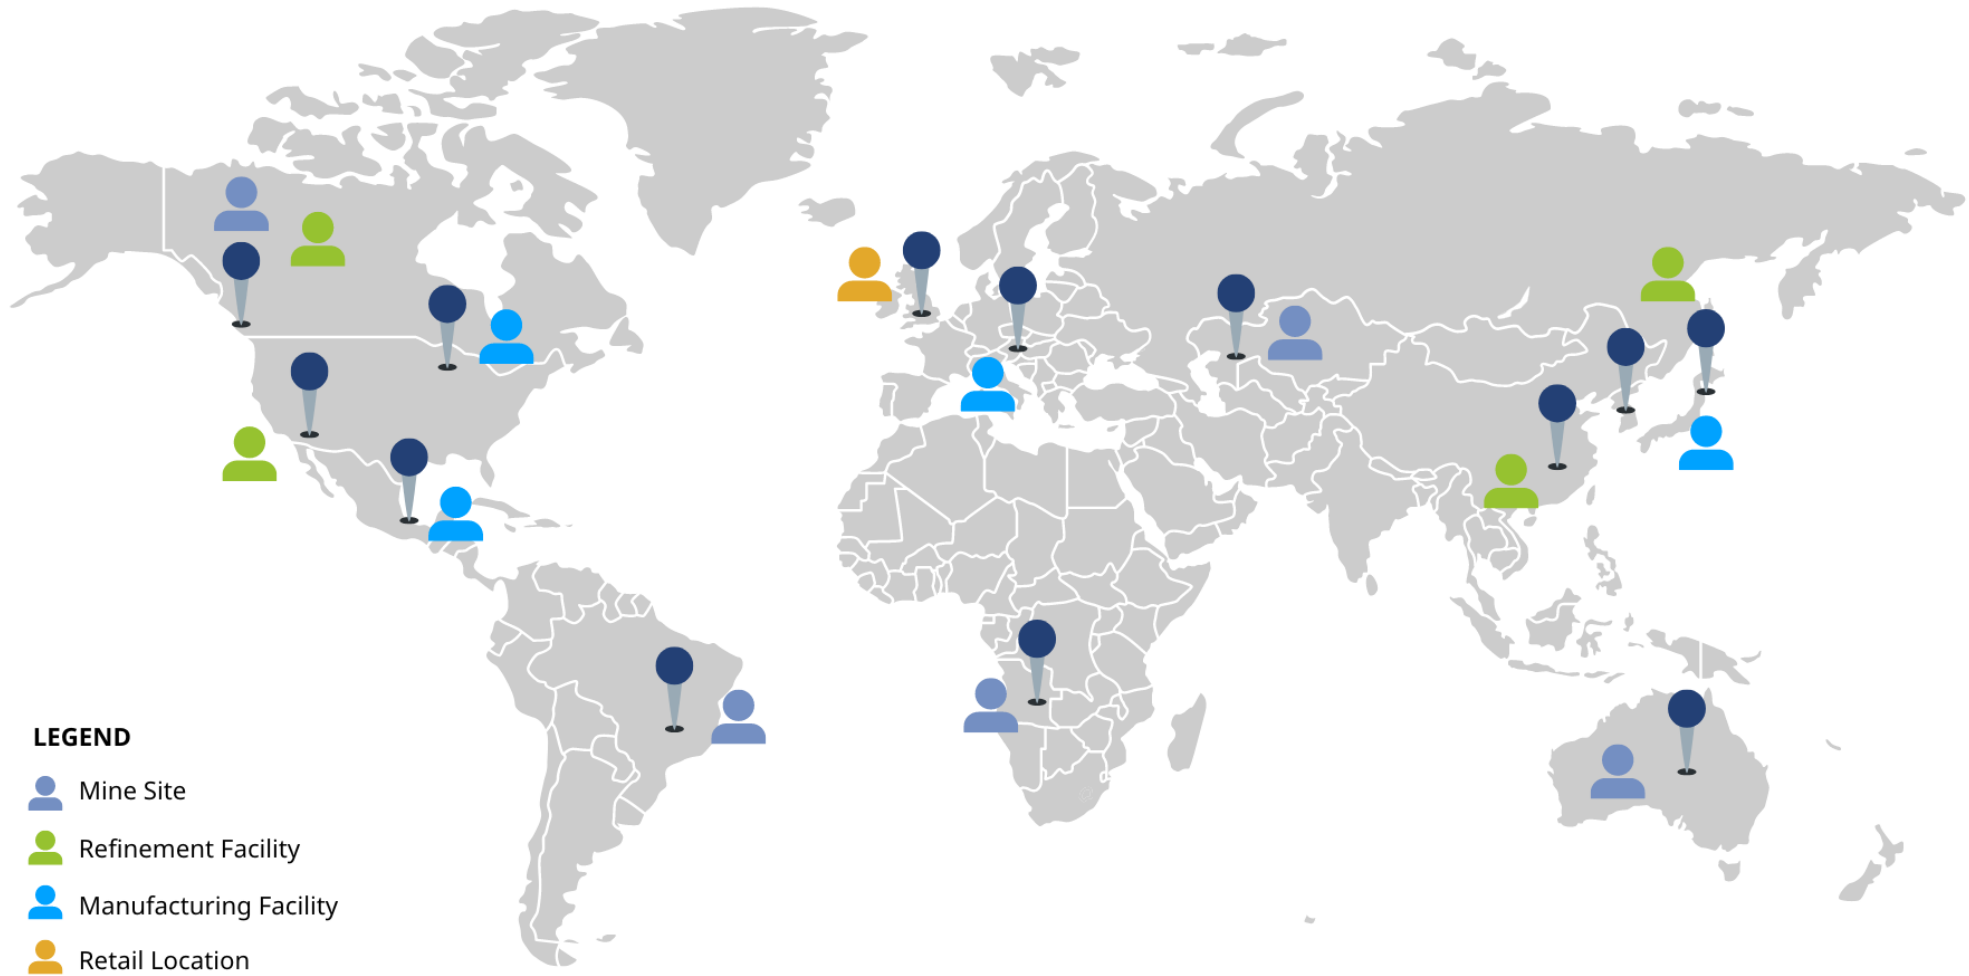 LEGEND
Mine Site
Refinement Facility
Manufacturing Facility
Retail Location